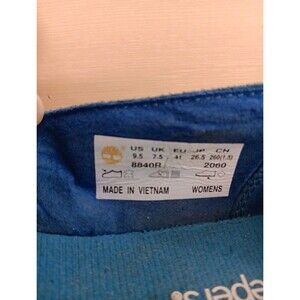 US UK EU JP CN
9.5 7.5 41 26.5 260(1.5)
8840R 2060
MADE IN VIETNAM WOMENS
epers